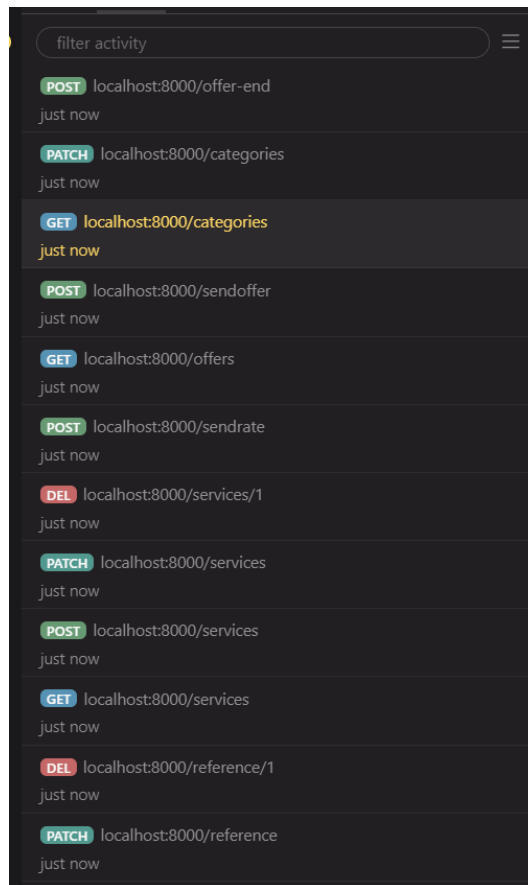 filter activity
POST localhost:8000/offer-end
just now
PATCH localhost:8000/categories
just now
GET localhost:8000/categories
just now
POST localhost:8000/sendoffer
just now
GET localhost:8000/offers
just now
POST localhost:8000/sendrate
just now
DEL localhost:8000/services/1
just now
PATCH localhost:8000/services
just now
POST localhost:8000/services
just now
GET localhost:8000/services
just now
DEL localhost:8000/reference/1
just now
PATCH localhost:8000/reference
just now